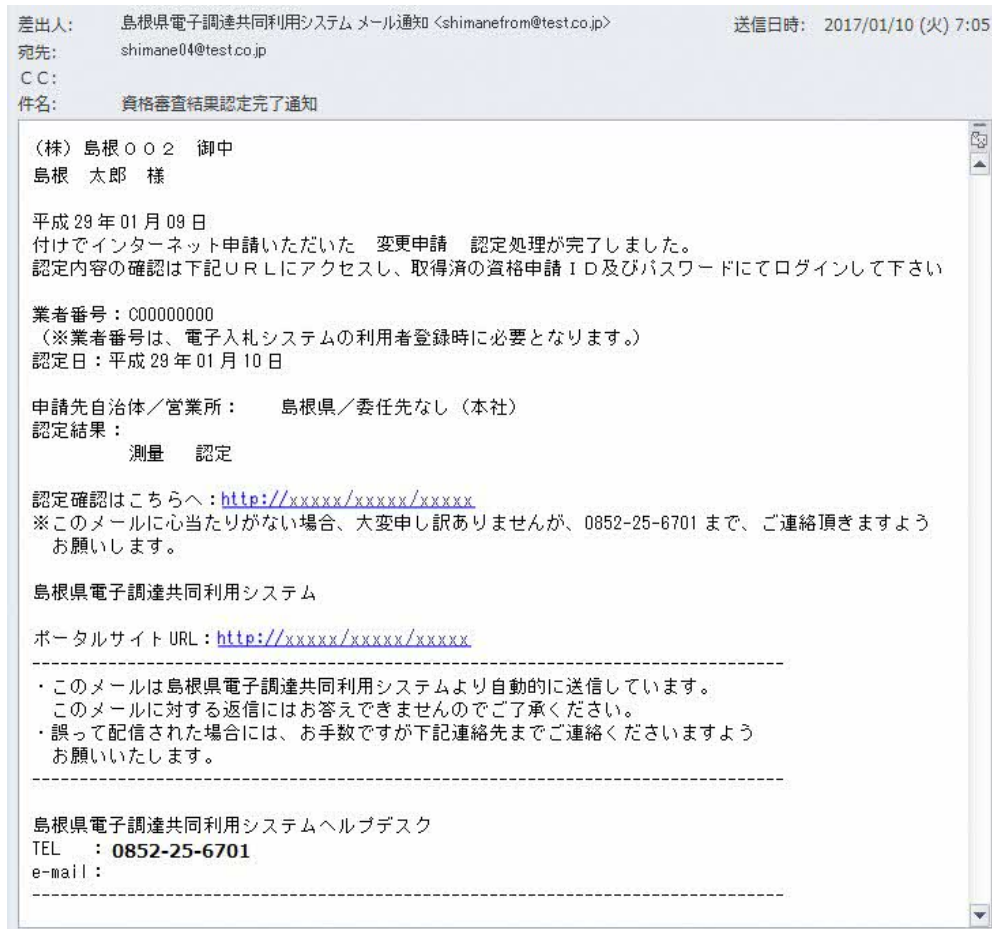 差出人: 島根県電子調達共同利用システム メール通知 <shimanefrom@test.co.jp> 送信日時: 2017/01/10 (火) 7:05
宛先: shimane04@test.co.jp
CC:
件名: 資格審査結果認定完了通知
(株)島根００２ 御中
島根 太郎 様
平成29年01月09日
付けでインターネット申請いただいた 変更申請 認定処理が完了しました。
認定内容の確認は下記ＵＲＬにアクセスし、取得済の資格申請ＩＤ及びパスワードにてログインして下さい
業者番号：C00000000
（※業者番号は、電子入札システムの利用者登録時に必要となります。）
認定日：平成29年01月10日
申請先自治体／営業所： 島根県／委任先なし（本社）
認定結果：
測量 認定
認定確認はこちらへ：http://xxxxx/xxxxx/xxxxx
※このメールに心当たりがない場合、大変申し訳ありませんが、0852-25-6701まで、ご連絡頂きますよう
お願いします。
島根県電子調達共同利用システム
ポータルサイトURL：http://xxxxx/xxxxx/xxxxx
--------------------------------------------------------------------------------
・このメールは島根県電子調達共同利用システムより自動的に送信しています。
このメールに対する返信にはお答えできませんのでご了承ください。
・誤って配信された場合には、お手数ですが下記連絡先までご連絡くださいますよう
お願いいたします。
--------------------------------------------------------------------------------
島根県電子調達共同利用システムヘルプデスク
TEL ：0852-25-6701
e-mail：
--------------------------------------------------------------------------------